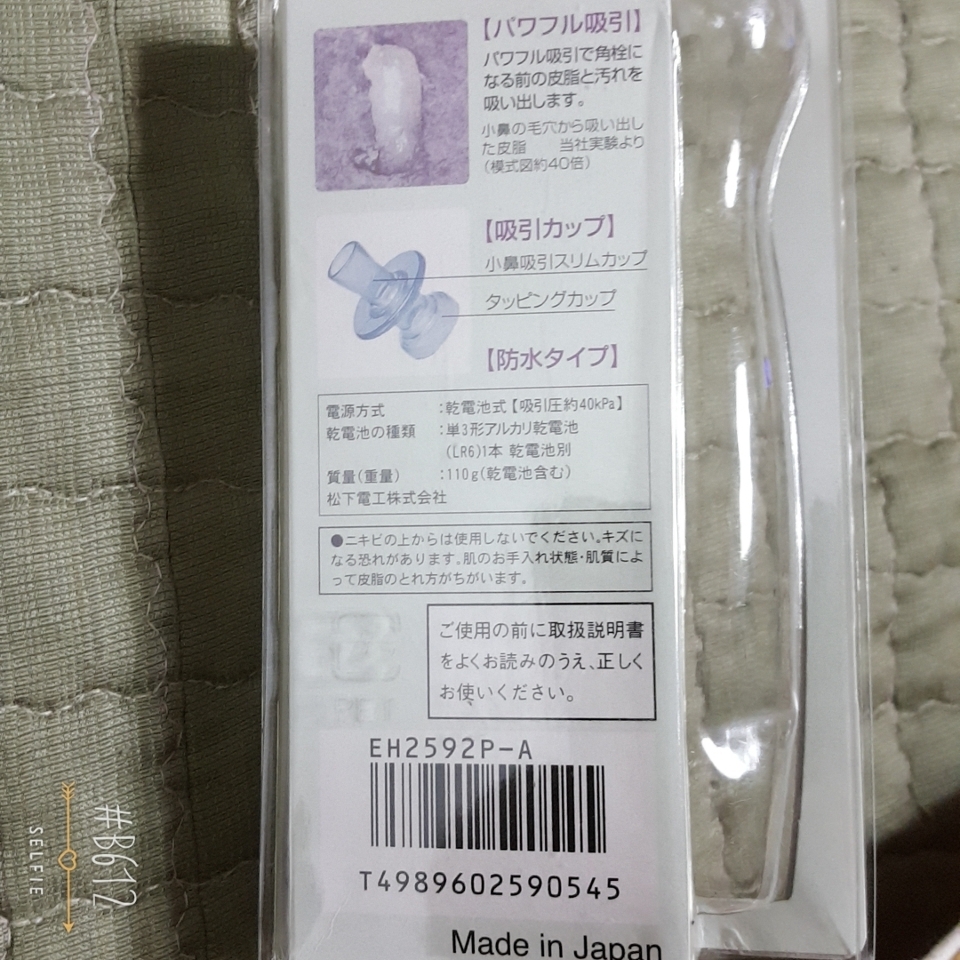 【パワフル吸引】
パワフル吸引で角栓に
なる前の皮脂と汚れを
吸い出します。
小鼻の毛穴から吸い出し
た皮脂 当社実験より
(模式図約40倍)
【吸引カップ】
小鼻吸引スリムカップ
タッピングカップ
【防水タイプ】
電源方式 :乾電池式【吸引圧約40kPa】
乾電池の種類 :単3形アルカリ乾電池
(LR6)1本 乾電池別
質量(重量) :110g(乾電池含む)
松下電工株式会社
●ニキビの上からは使用しないでください。キズに
なる恐れがあります。肌のお手入れ状態・肌質によ
って皮脂のとれ方がちがいます。
ご使用の前に取扱説明書
をよくお読みのうえ、正しく
お使いください。
EH2592P-A
T4989602590545
Made in Japan
#B612
SELFIE